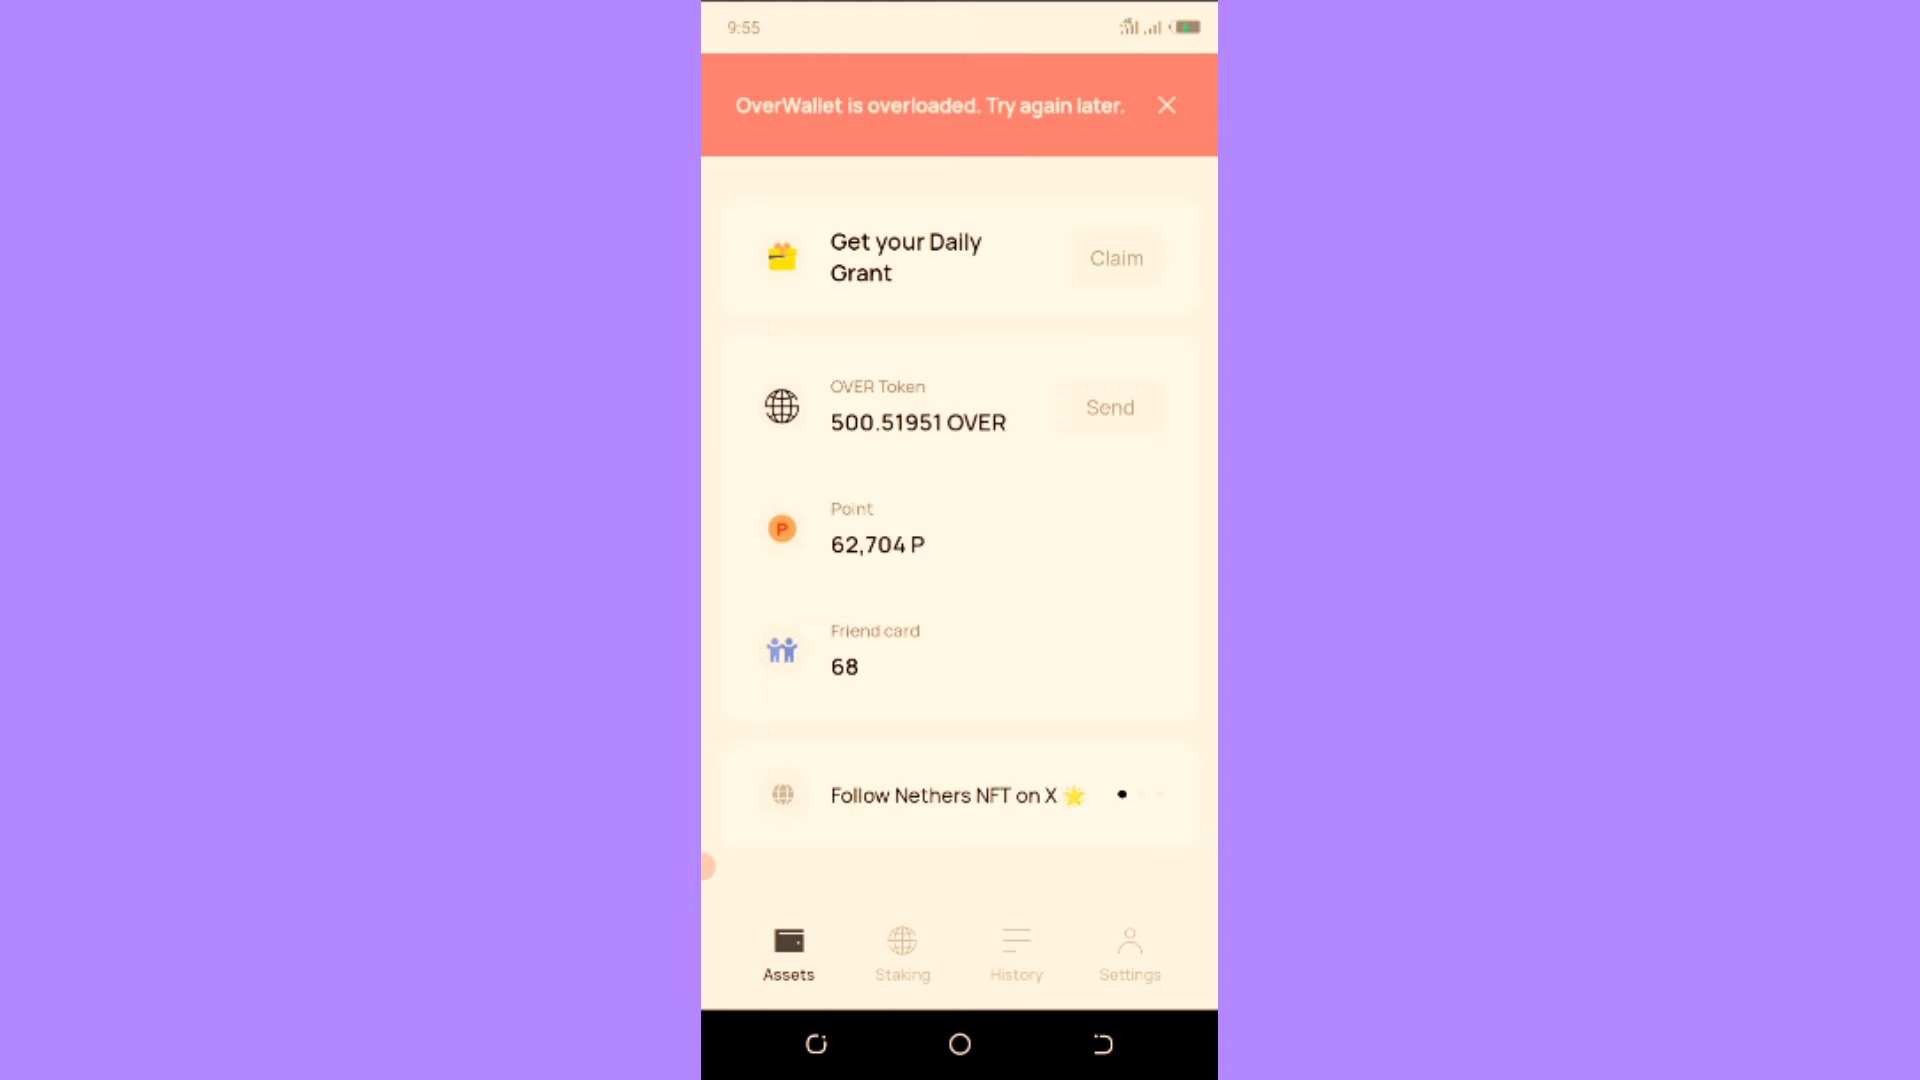 9:55
OverWallet is overloaded. Try again later.
Get your Daily
Grant
Claim
OVER Token
500.51951 OVER
Send
Point
P
62,704 P
Friend card
68
Follow Nethers NFT on X 🌟
Assets
Staking
History
Settings